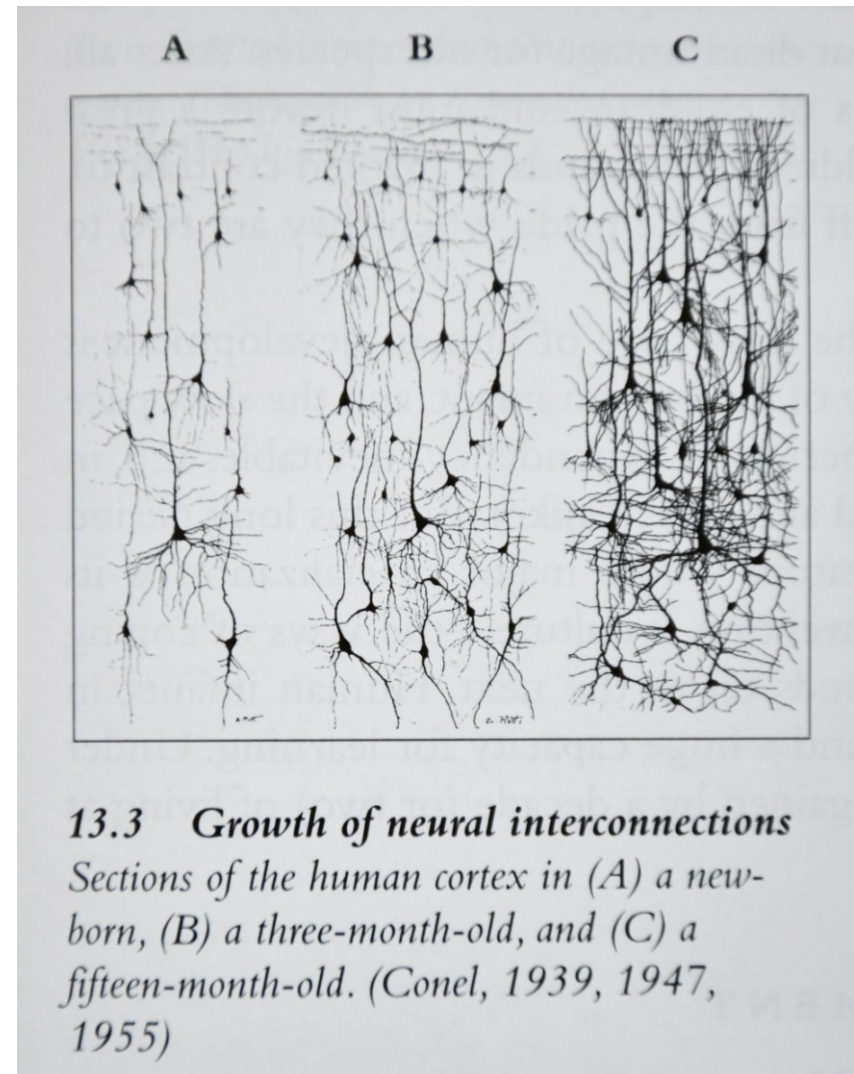 A B C
13.3 Growth of neural interconnections
Sections of the human cortex in (A) a new-
born, (B) a three-month-old, and (C) a
fifteen-month-old. (Conel, 1939, 1947,
1955)